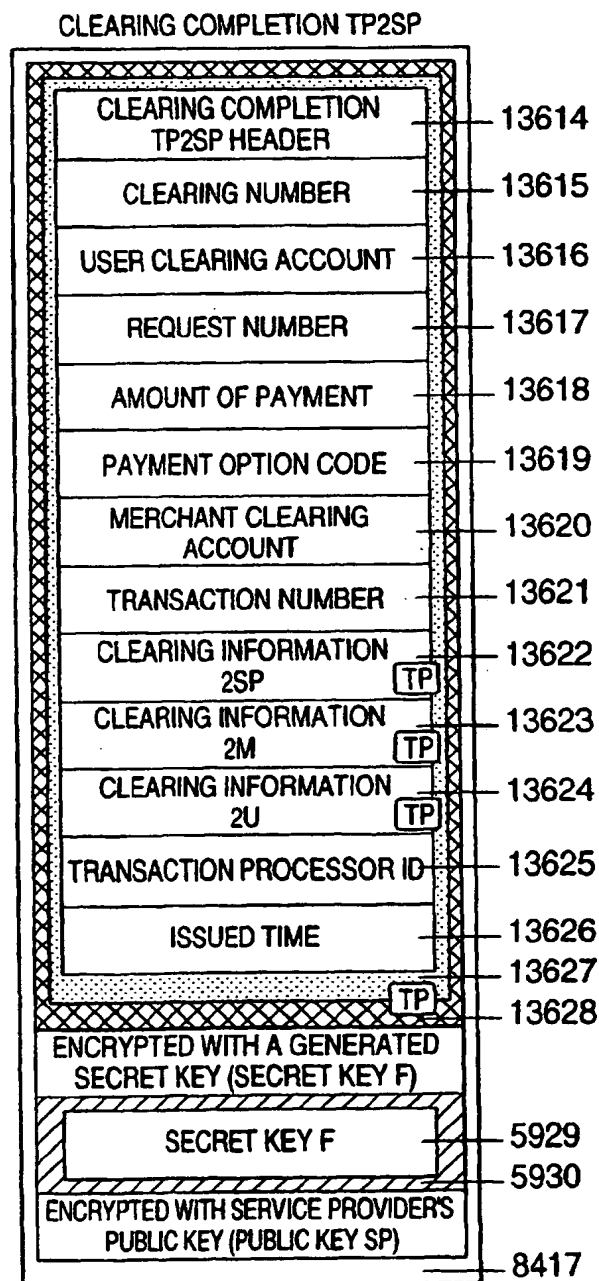 CLEARING COMPLETION TP2SP
CLEARING COMPLETION
TP2SP HEADER
13614
CLEARING NUMBER
13615
USER CLEARING ACCOUNT
13616
REQUEST NUMBER
13617
AMOUNT OF PAYMENT
13618
PAYMENT OPTION CODE
13619
MERCHANT CLEARING
ACCOUNT
13620
TRANSACTION NUMBER
13621
CLEARING INFORMATION
2SP
TP
13622
CLEARING INFORMATION
2M
TP
13623
CLEARING INFORMATION
2U
TP
13624
TRANSACTION PROCESSOR ID
13625
ISSUED TIME
13626
13627
TP
13628
ENCRYPTED WITH A GENERATED
SECRET KEY (SECRET KEY F)
SECRET KEY F
5929
5930
ENCRYPTED WITH SERVICE PROVIDER'S
PUBLIC KEY (PUBLIC KEY SP)
8417